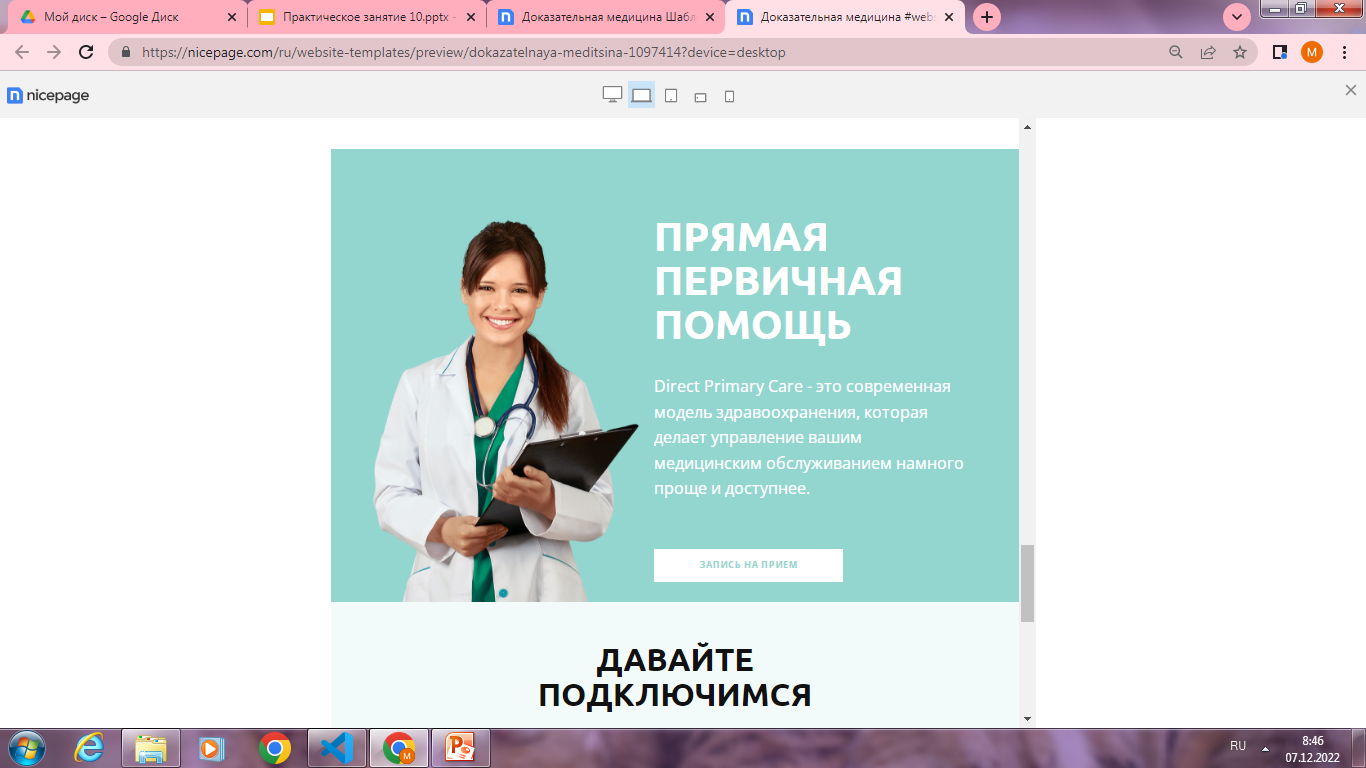 Мой диск – Google Диск
Практическое занятие 10.pptx -
Доказательная медицина Шабл
Доказательная медицина #web
https://nicepage.com/ru/website-templates/preview/dokazatelnaya-meditsina-1097414?device=desktop
M
nicepage
ПРЯМАЯ
ПЕРВИЧНАЯ
ПОМОЩЬ
Direct Primary Care - это современная
модель здравоохранения, которая
делает управление вашим
медицинским обслуживанием намного
проще и доступнее.
ЗАПИСЬ НА ПРИЕМ
ДАВАЙТЕ
ПОДКЛЮЧИМСЯ
M
RU
8:46
07.12.2022